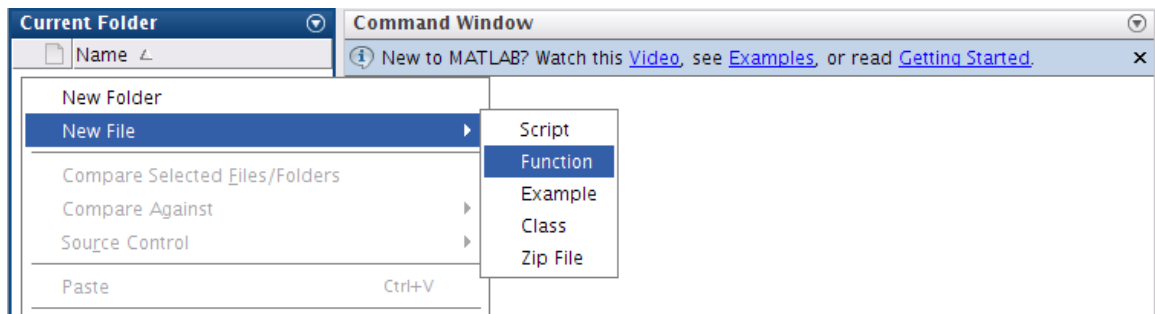 Current Folder
Command Window
Name
New to MATLAB? Watch this Video, see Examples, or read Getting Started.
New Folder
New File
Script
Function
Example
Class
Zip File
Compare Selected Files/Folders
Compare Against
Source Control
Paste Ctrl+V